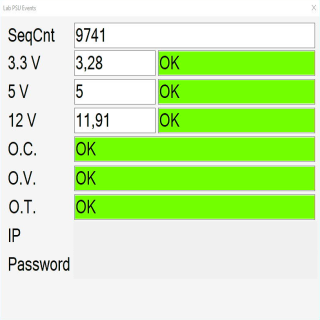 Lab PSU Events X
SeqCnt 9741
3.3 V 3,28 OK
5 V 5 OK
12 V 11,91 OK
O.C. OK
O.V. OK
O.T. OK
IP
Password